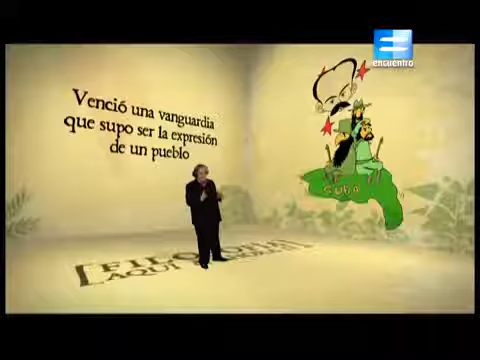 encuentro
Venció una vanguardia
que supo ser la expresión
de un pueblo
CUBA
[FILOSOFÍA
AQUÍ Y AHORA]